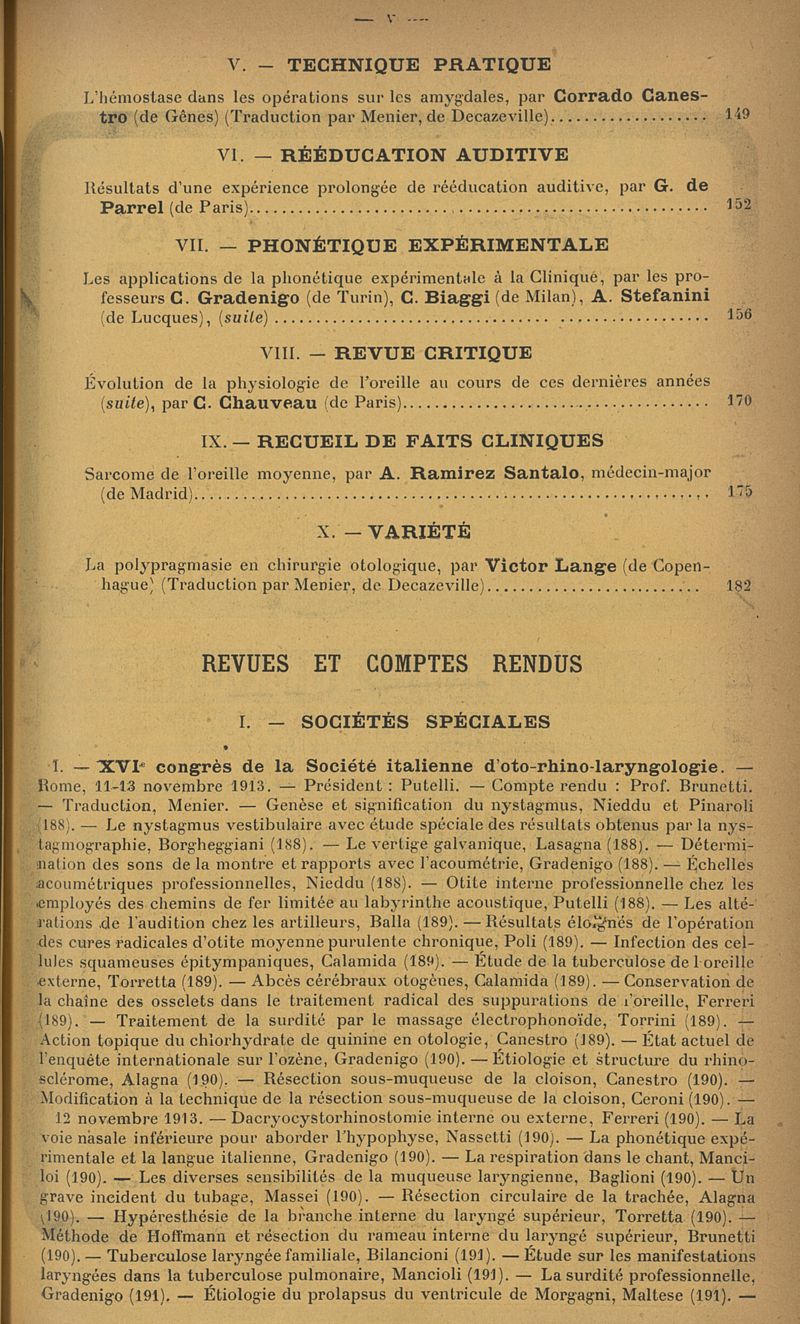 — V —
V. — TECHNIQUE PRATIQUE
L'hémostase dans les opérations sur les amygdales, par Corrado Canes-
tro (de Gênes) (Traduction par Menier, de Decazeville)................... 149
VI. — RÉÉDUCATION AUDITIVE
Résultats d'une expérience prolongée de rééducation auditive, par G. de
Parrel (de Paris)............................................................ 152
VII. — PHONÉTIQUE EXPÉRIMENTALE
Les applications de la phonétique expérimentale à la Clinique, par les pro-
fesseurs C. Gradenigo (de Turin), C. Biaggi (de Milan), A. Stefanini
(de Lucques), (suite) ....................................................... 156
VIII. — REVUE CRITIQUE
Évolution de la physiologie de l'oreille au cours de ces dernières années
(suite), par C. Chauveau (de Paris)....................................... 170
IX. — RECUEIL DE FAITS CLINIQUES
Sarcome de l'oreille moyenne, par A. Ramirez Santalo, médecin-major
(de Madrid).................................................................. 175
X. — VARIÉTÉ
La polypragmasie en chirurgie otologique, par Victor Lange (de Copen-
hague) (Traduction par Menier, de Decazeville)........................... 182
REVUES ET COMPTES RENDUS
I. — SOCIÉTÉS SPÉCIALES
I. — XVIe congrès de la Société italienne d'oto-rhino-laryngologie. —
Rome, 11-13 novembre 1913. — Président : Putelli. — Compte rendu : Prof. Brunetti.
— Traduction, Menier. — Genèse et signification du nystagmus, Nieddu et Pinaroli
(188). — Le nystagmus vestibulaire avec étude spéciale des résultats obtenus par la nys-
tagmographie, Borgheggiani (188). — Le vertige galvanique, Lasagna (188). — Détermi-
nation des sons de la montre et rapports avec l'acoumétrie, Gradenigo (188). — Échelles
acoumétriques professionnelles, Nieddu (188). — Otite interne professionnelle chez les
employés des chemins de fer limitée au labyrinthe acoustique, Putelli (188). — Les alté-
rations de l'audition chez les artilleurs, Balla (189). — Résultats éloignés de l'opération
des cures radicales d'otite moyenne purulente chronique, Poli (189). — Infection des cel-
lules squameuses épitympaniques, Calamida (189). — Étude de la tuberculose de l'oreille
externe, Torretta (189). — Abcès cérébraux otogènes, Calamida (189). — Conservation de
la chaîne des osselets dans le traitement radical des suppurations de l'oreille, Ferreri
(189). — Traitement de la surdité par le massage électrophonoïde, Torrini (189). —
Action topique du chlorhydrate de quinine en otologie, Canestro (189). — État actuel de
l'enquête internationale sur l'ozène, Gradenigo (190). — Étiologie et structure du rhino-
sclérome, Alagna (190). — Résection sous-muqueuse de la cloison, Canestro (190). —
Modification à la technique de la résection sous-muqueuse de la cloison, Ceroni (190). —
12 novembre 1913. — Dacryocystorhinostomie interne ou externe, Ferreri (190). — La
voie nasale inférieure pour aborder l'hypophyse, Nassetti (190). — La phonétique expé-
rimentale et la langue italienne, Gradenigo (190). — La respiration dans le chant, Manci-
loi (190). — Les diverses sensibilités de la muqueuse laryngienne, Baglioni (190). — Un
grave incident du tubage, Massei (190). — Résection circulaire de la trachée, Alagna
(190). — Hypéresthésie de la branche interne du laryngé supérieur, Torretta (190). —
Méthode de Hoffmann et résection du rameau interne du laryngé supérieur, Brunetti
(190). — Tuberculose laryngée familiale, Bilancioni (191). — Étude sur les manifestations
laryngées dans la tuberculose pulmonaire, Mancioli (191). — La surdité professionnelle,
Gradenigo (191). — Étiologie du prolapsus du ventricule de Morgagni, Maltese (191). —